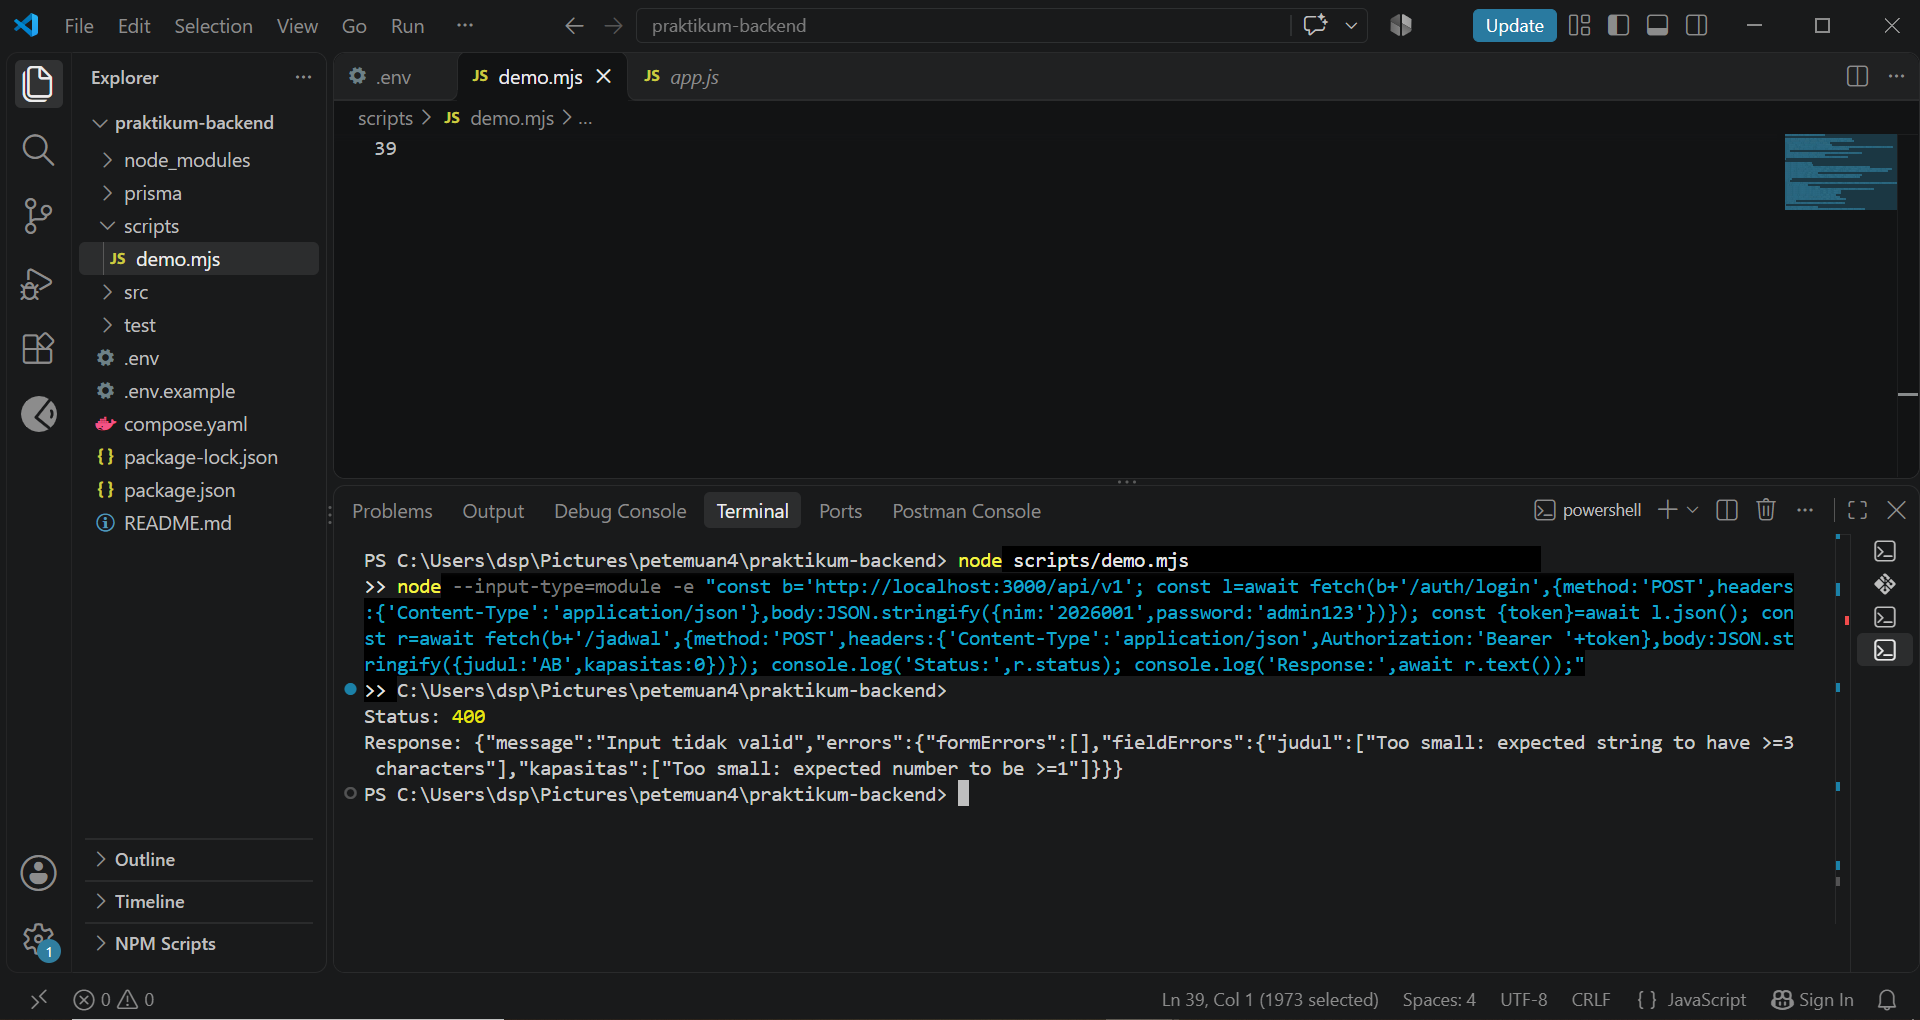 File Edit Selection View Go Run ··· praktikum-backend Update
Explorer ···
praktikum-backend
node_modules
prisma
scripts
JS demo.mjs
src
test
.env
.env.example
compose.yaml
{} package-lock.json
{} package.json
README.md
Outline
Timeline
NPM Scripts
1
.env JS demo.mjs JS app.js ···
scripts > JS demo.mjs > ...
39
Problems Output Debug Console Terminal Ports Postman Console powershell ···
PS C:\Users\dsp\Pictures\petemuan4\praktikum-backend> node scripts/demo.mjs
>> node --input-type=module -e "const b='http://localhost:3000/api/v1'; const l=await fetch(b+'/auth/login',{method:'POST',headers
:{'Content-Type':'application/json'},body:JSON.stringify({nim:'2026001',password:'admin123'})}); const {token}=await l.json(); con
st r=await fetch(b+'/jadwal',{method:'POST',headers:{'Content-Type':'application/json',Authorization:'Bearer '+token},body:JSON.st
ringify({judul:'AB',kapasitas:0})}); console.log('Status:',r.status); console.log('Response:',await r.text());"
>> C:\Users\dsp\Pictures\petemuan4\praktikum-backend>
Status: 400
Response: {"message":"Input tidak valid","errors":{"formErrors":[],"fieldErrors":{"judul":["Too small: expected string to have >=3
characters"],"kapasitas":["Too small: expected number to be >=1"]}}}
PS C:\Users\dsp\Pictures\petemuan4\praktikum-backend>
0 0 Ln 39, Col 1 (1973 selected) Spaces: 4 UTF-8 CRLF {} JavaScript Sign In